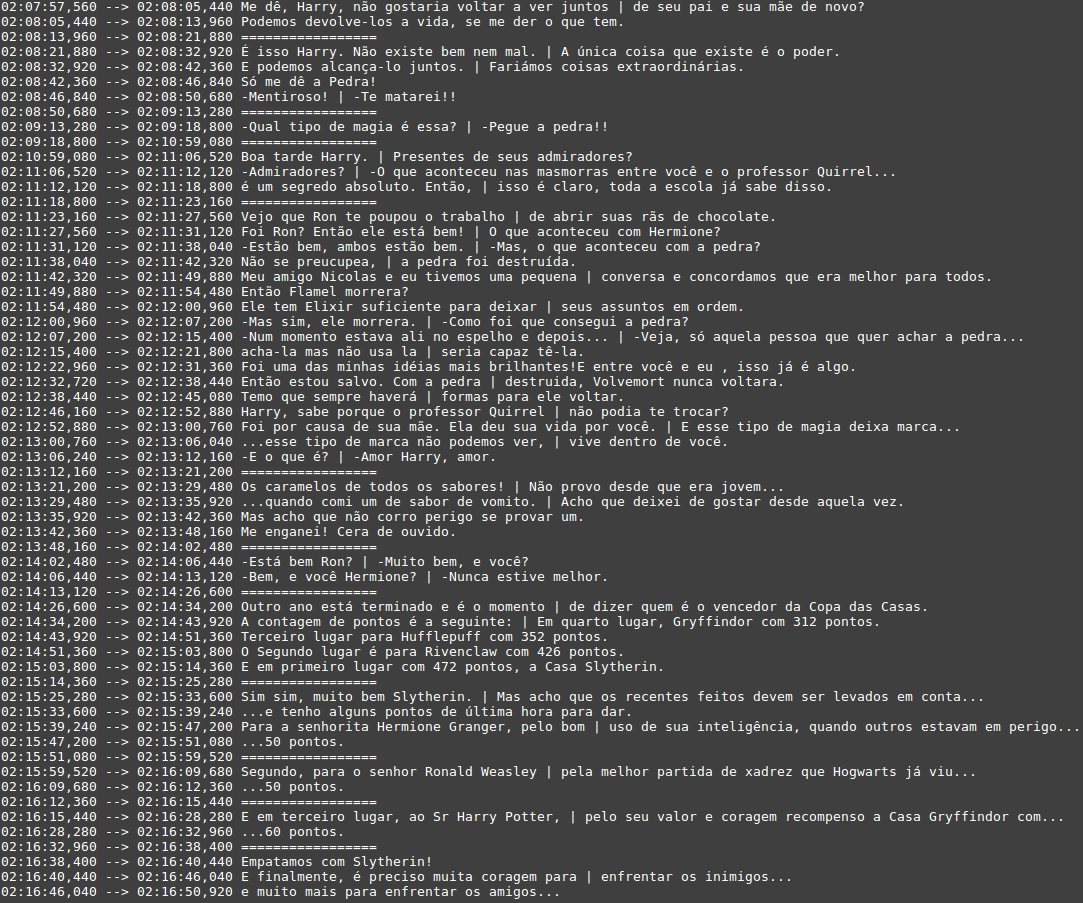 02:07:57,560 --> 02:08:05,440 Me dê, Harry, não gostaria voltar a ver juntos | de seu pai e sua mãe de novo?
02:08:05,440 --> 02:08:13,960 Podemos devolve-los a vida, se me der o que tem.
02:08:13,960 --> 02:08:21,880 =================
02:08:21,880 --> 02:08:32,920 É isso Harry. Não existe bem nem mal. | A única coisa que existe é o poder.
02:08:32,920 --> 02:08:42,360 E podemos alcança-lo juntos. | Fariámos coisas extraordinárias.
02:08:42,360 --> 02:08:46,840 Só me dê a Pedra!
02:08:46,840 --> 02:08:50,680 -Mentiroso! | -Te matarei!!
02:08:50,680 --> 02:09:13,280 =================
02:09:13,280 --> 02:09:18,800 -Qual tipo de magia é essa? | -Pegue a pedra!!
02:09:18,800 --> 02:10:59,080 =================
02:10:59,080 --> 02:11:06,520 Boa tarde Harry. | Presentes de seus admiradores?
02:11:06,520 --> 02:11:12,120 -Admiradores? | -O que aconteceu nas masmorras entre você e o professor Quirrel...
02:11:12,120 --> 02:11:18,800 é um segredo absoluto. Então, | isso é claro, toda a escola já sabe disso.
02:11:18,800 --> 02:11:23,160 =================
02:11:23,160 --> 02:11:27,560 Vejo que Ron te poupou o trabalho | de abrir suas rãs de chocolate.
02:11:27,560 --> 02:11:31,120 Foi Ron? Então ele está bem! | O que aconteceu com Hermione?
02:11:31,120 --> 02:11:38,040 -Estão bem, ambos estão bem. | -Mas, o que aconteceu com a pedra?
02:11:38,040 --> 02:11:42,320 Não se preucupea, | a pedra foi destruída.
02:11:42,320 --> 02:11:49,880 Meu amigo Nicolas e eu tivemos uma pequena | conversa e concordamos que era melhor para todos.
02:11:49,880 --> 02:11:54,480 Então Flamel morrera?
02:11:54,480 --> 02:12:00,960 Ele tem Elixir suficiente para deixar | seus assuntos em ordem.
02:12:00,960 --> 02:12:07,200 -Mas sim, ele morrera. | -Como foi que consegui a pedra?
02:12:07,200 --> 02:12:15,400 -Num momento estava ali no espelho e depois... | -Veja, só aquela pessoa que quer achar a pedra...
02:12:15,400 --> 02:12:21,800 acha-la mas não usa la | seria capaz tê-la.
02:12:22,960 --> 02:12:31,360 Foi uma das minhas idéias mais brilhantes!E entre você e eu , isso já é algo.
02:12:32,720 --> 02:12:38,440 Então estou salvo. Com a pedra | destruida, Volvemort nunca voltara.
02:12:38,440 --> 02:12:45,080 Temo que sempre haverá | formas para ele voltar.
02:12:46,160 --> 02:12:52,880 Harry, sabe porque o professor Quirrel | não podia te trocar?
02:12:52,880 --> 02:13:00,760 Foi por causa de sua mãe. Ela deu sua vida por você. | E esse tipo de magia deixa marca...
02:13:00,760 --> 02:13:06,040 ...esse tipo de marca não podemos ver, | vive dentro de você.
02:13:06,240 --> 02:13:12,160 -E o que é? | -Amor Harry, amor.
02:13:12,160 --> 02:13:21,200 =================
02:13:21,200 --> 02:13:29,480 Os caramelos de todos os sabores! | Não provo desde que era jovem...
02:13:29,480 --> 02:13:35,920 ...quando comi um de sabor de vomito. | Acho que deixei de gostar desde aquela vez.
02:13:35,920 --> 02:13:42,360 Mas acho que não corro perigo se provar um.
02:13:42,360 --> 02:13:48,160 Me enganei! Cera de ouvido.
02:13:48,160 --> 02:14:02,480 =================
02:14:02,480 --> 02:14:06,440 -Está bem Ron? | -Muito bem, e você?
02:14:06,440 --> 02:14:13,120 -Bem, e você Hermione? | -Nunca estive melhor.
02:14:13,120 --> 02:14:26,600 =================
02:14:26,600 --> 02:14:34,200 Outro ano está terminado e é o momento | de dizer quem é o vencedor da Copa das Casas.
02:14:34,200 --> 02:14:43,920 A contagem de pontos é a seguinte: | Em quarto lugar, Gryffindor com 312 pontos.
02:14:43,920 --> 02:14:51,360 Terceiro lugar para Hufflepuff com 352 pontos.
02:14:51,360 --> 02:15:03,800 O Segundo lugar é para Rivenclaw com 426 pontos.
02:15:03,800 --> 02:15:14,360 E em primeiro lugar com 472 pontos, a Casa Slytherin.
02:15:14,360 --> 02:15:25,280 =================
02:15:25,280 --> 02:15:33,600 Sim sim, muito bem Slytherin. | Mas acho que os recentes feitos devem ser levados em conta...
02:15:33,600 --> 02:15:39,240 ...e tenho alguns pontos de última hora para dar.
02:15:39,240 --> 02:15:47,200 Para a senhorita Hermione Granger, pelo bom | uso de sua inteligência, quando outros estavam em perigo...
02:15:47,200 --> 02:15:51,080 ...50 pontos.
02:15:51,080 --> 02:15:59,520 =================
02:15:59,520 --> 02:16:09,680 Segundo, para o senhor Ronald Weasley | pela melhor partida de xadrez que Hogwarts já viu...
02:16:09,680 --> 02:16:12,360 ...50 pontos.
02:16:12,360 --> 02:16:15,440 =================
02:16:15,440 --> 02:16:28,280 E em terceiro lugar, ao Sr Harry Potter, | pelo seu valor e coragem recompenso a Casa Gryffindor com...
02:16:28,280 --> 02:16:32,960 ...60 pontos.
02:16:32,960 --> 02:16:38,400 =================
02:16:38,400 --> 02:16:40,440 Empatamos com Slytherin!
02:16:40,440 --> 02:16:46,040 E finalmente, é preciso muita coragem para | enfrentar os inimigos...
02:16:46,040 --> 02:16:50,920 e muito mais para enfrentar os amigos...